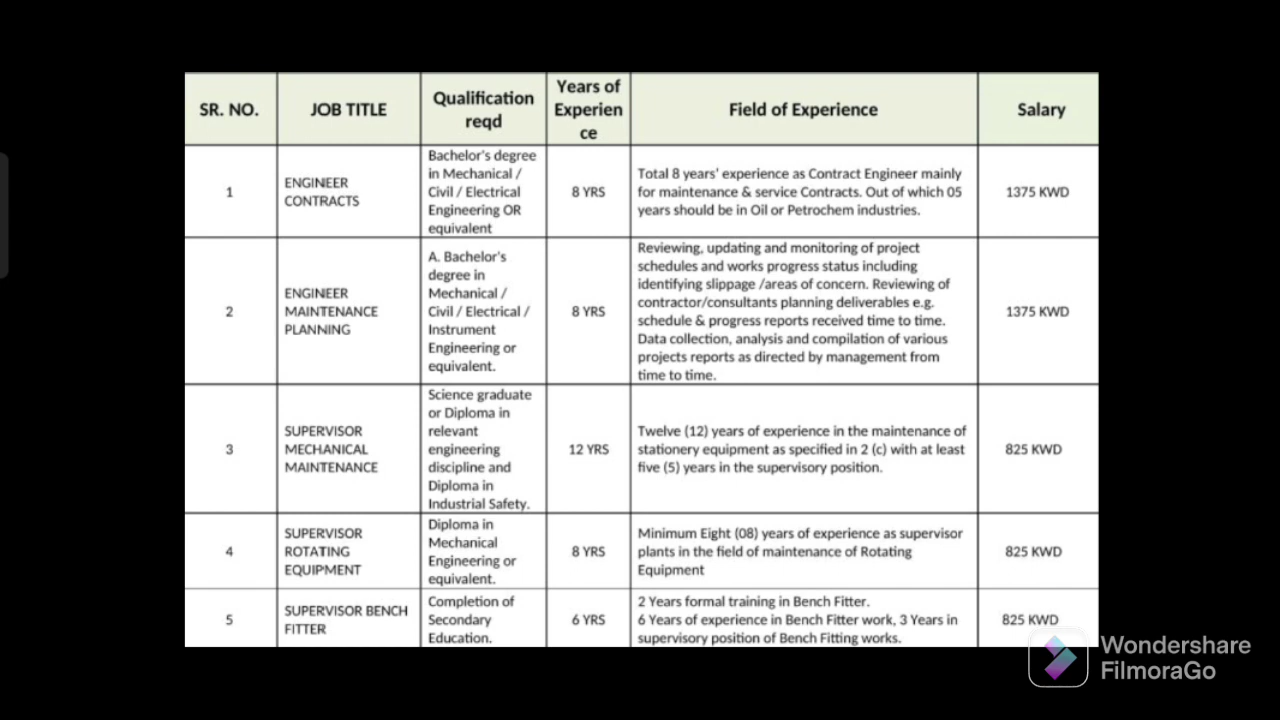 SR. NO.
JOB TITLE
Qualification
reqd
Years of
Experien
ce
Field of Experience
Salary
1
ENGINEER
CONTRACTS
Bachelor's degree
in Mechanical /
Civil / Electrical
Engineering OR
equivalent
8 YRS
Total 8 years' experience as Contract Engineer mainly
for maintenance & service Contracts. Out of which 05
years should be in Oil or Petrochem industries.
1375 KWD
2
ENGINEER
MAINTENANCE
PLANNING
A. Bachelor's
degree in
Mechanical /
Civil / Electrical /
Instrument
Engineering or
equivalent.
8 YRS
Reviewing, updating and monitoring of project
schedules and works progress status including
identifying slippage /areas of concern. Reviewing of
contractor/consultants planning deliverables e.g.
schedule & progress reports received time to time.
Data collection, analysis and compilation of various
projects reports as directed by management from
time to time.
1375 KWD
3
SUPERVISOR
MECHANICAL
MAINTENANCE
Science graduate
or Diploma in
relevant
engineering
discipline and
Diploma in
Industrial Safety.
12 YRS
Twelve (12) years of experience in the maintenance of
stationery equipment as specified in 2 (c) with at least
five (5) years in the supervisory position.
825 KWD
4
SUPERVISOR
ROTATING
EQUIPMENT
Diploma in
Mechanical
Engineering or
equivalent.
8 YRS
Minimum Eight (08) years of experience as supervisor
plants in the field of maintenance of Rotating
Equipment
825 KWD
5
SUPERVISOR BENCH
FITTER
Completion of
Secondary
Education.
6 YRS
2 Years formal training in Bench Fitter.
6 Years of experience in Bench Fitter work, 3 Years in
supervisory position of Bench Fitting works.
825 KWD
Wondershare
FilmoraGo